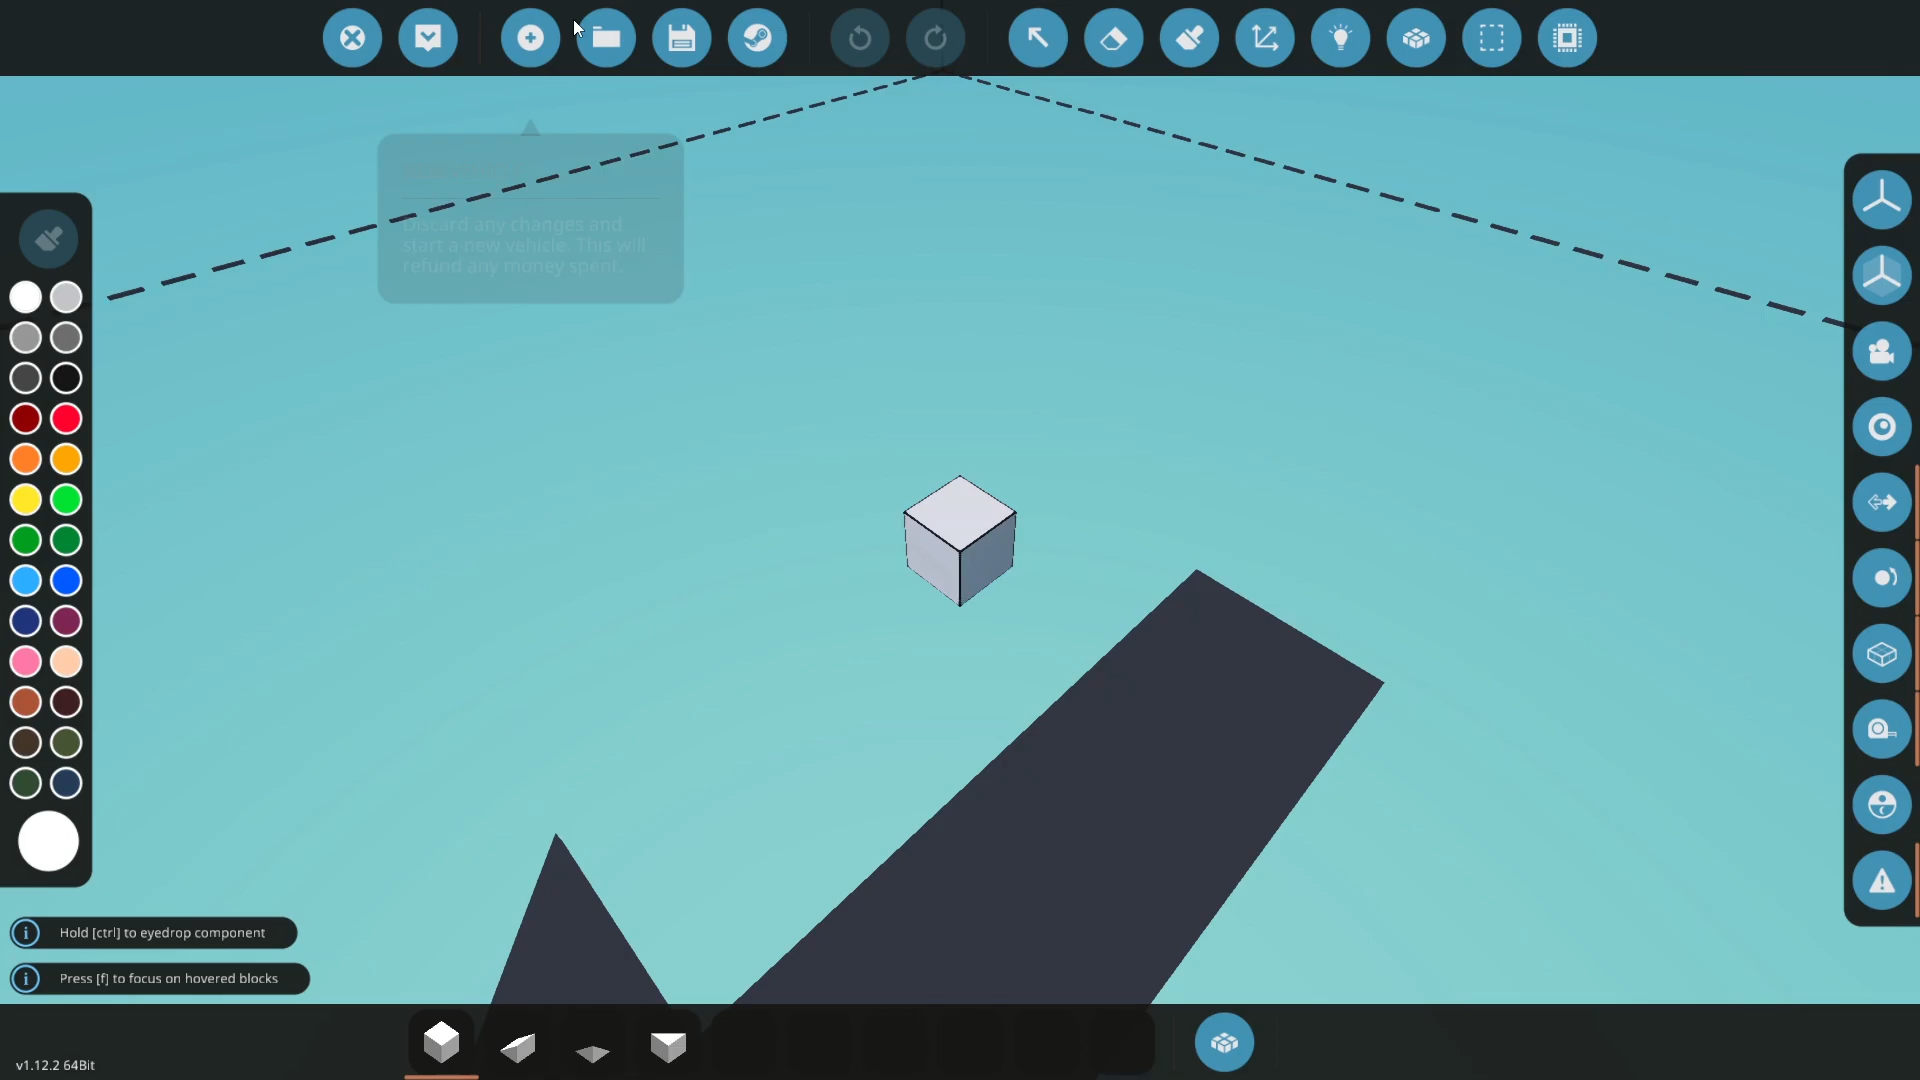 Discard any changes and
start a new vehicle. This will
refund any money spent.
Hold [ctrl] to eyedrop component
Press [f] to focus on hovered blocks
v1.12.2 64Bit